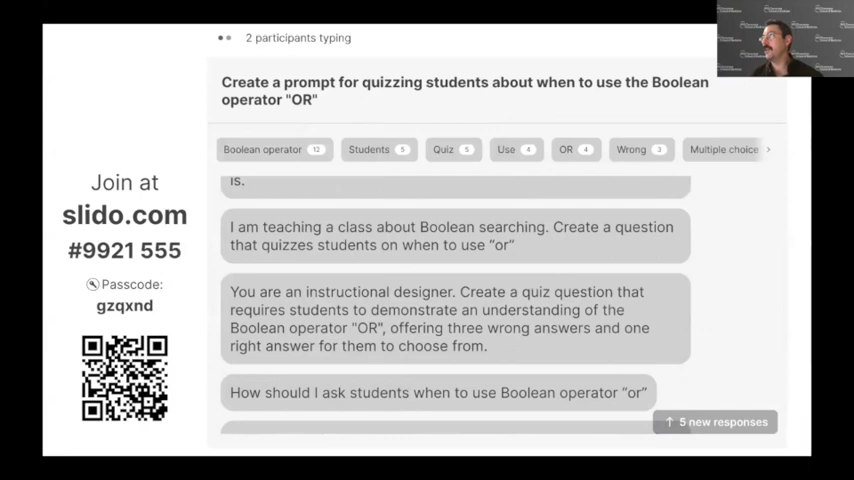 2 participants typing
Create a prompt for quizzing students about when to use the Boolean
operator "OR"
Boolean operator 12
Students 5
Quiz 5
Use 4
OR 4
Wrong 3
Multiple choice
is.
I am teaching a class about Boolean searching. Create a question
that quizzes students on when to use “or”
You are an instructional designer. Create a quiz question that
requires students to demonstrate an understanding of the
Boolean operator "OR", offering three wrong answers and one
right answer for them to choose from.
How should I ask students when to use Boolean operator “or”
↑ 5 new responses
Join at
slido.com
#9921 555
Passcode:
gzqxnd